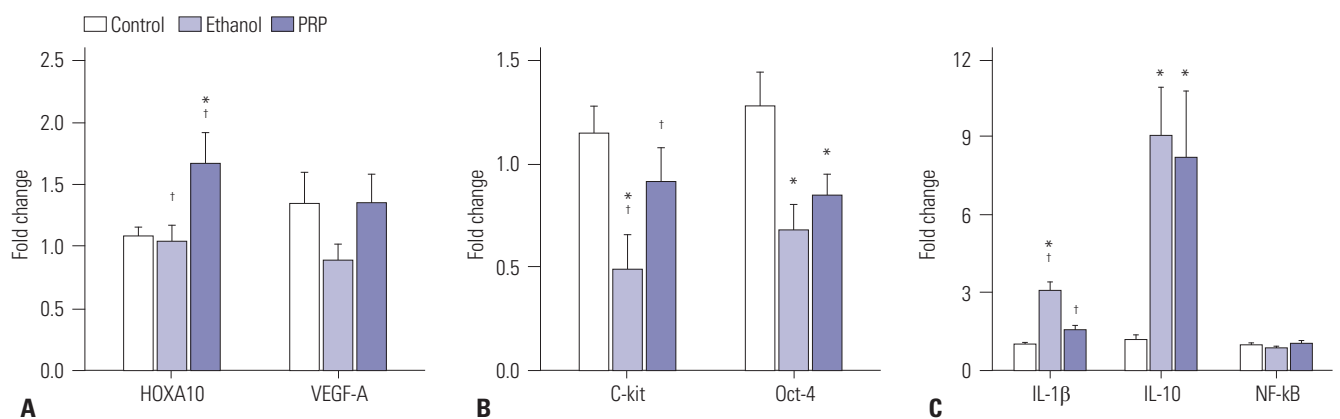 Control Ethanol PRP
Fold change
2.5
2.0
1.5
1.0
0.5
0.0
*
†
†
HOXA10 VEGF-A
A
Fold change
1.5
1.0
0.5
0.0
*
†
†
*
*
C-kit Oct-4
B
Fold change
12
9
6
3
0
*
†
†
*
*
IL-1β IL-10 NF-kB
C